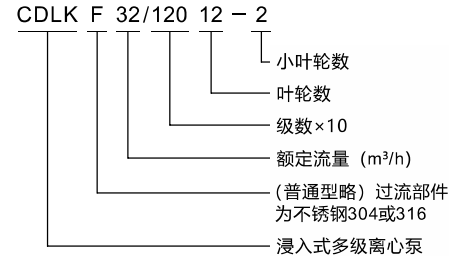 CDLK F 32/120 12-2
小叶轮数
叶轮数
级数×10
额定流量（m³/h）
（普通型略）过流部件
为不锈钢304或316
浸入式多级离心泵